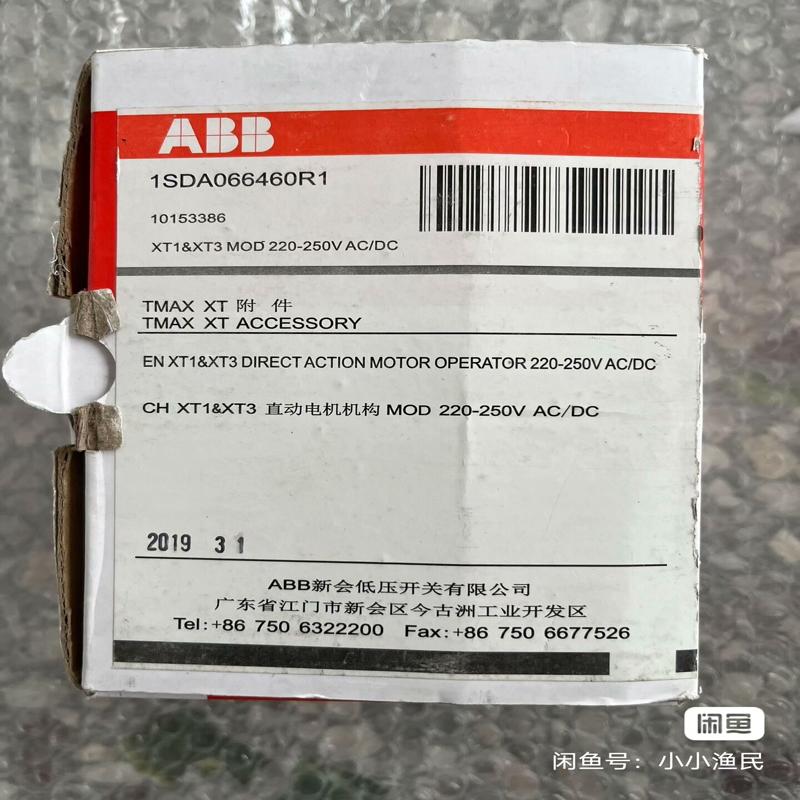 ABB
1SDA066460R1
10153386
XT1&XT3 MOD 220-250V AC/DC
TMAX XT 附 件
TMAX XT ACCESSORY
EN XT1&XT3 DIRECT ACTION MOTOR OPERATOR 220-250V AC/DC
CH XT1&XT3 直动电机机构 MOD 220-250V AC/DC
2019 3 1
ABB新会低压开关有限公司
广东省江门市新会区今古洲工业开发区
Tel:+86 750 6322200 Fax:+86 750 6677526
闲鱼
闲鱼号：小小渔民